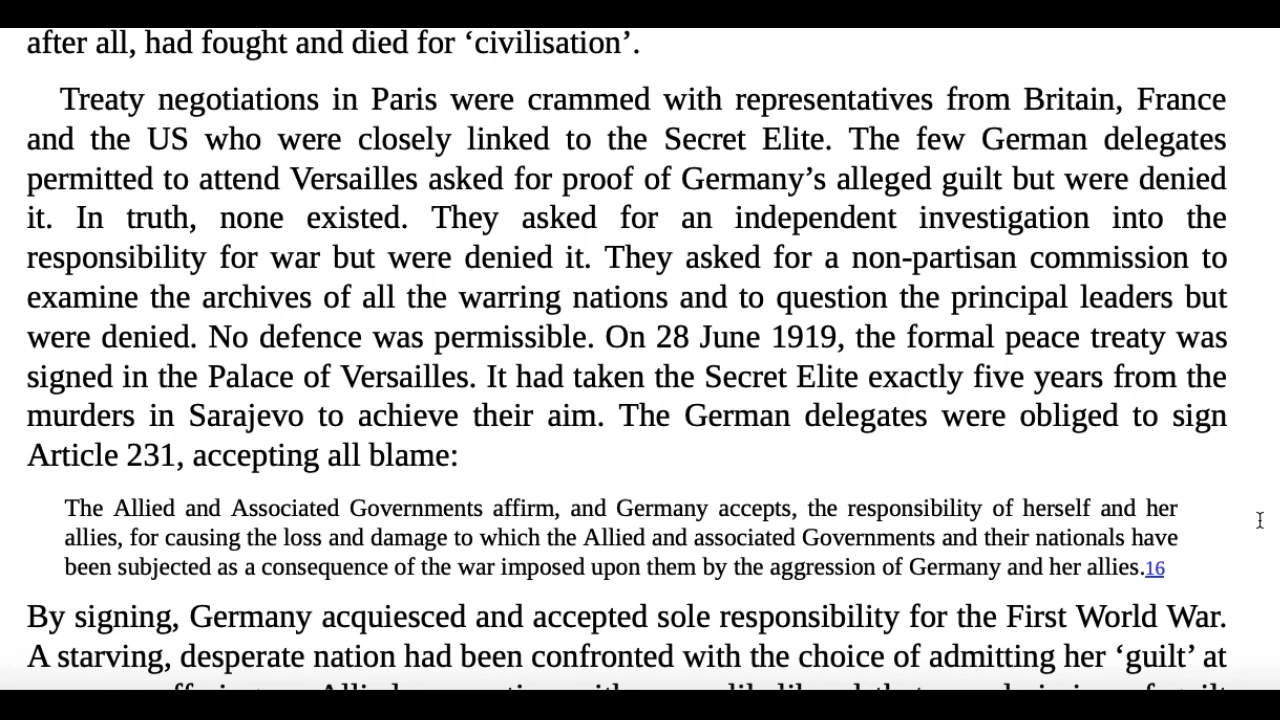 after all, had fought and died for ‘civilisation’.
Treaty negotiations in Paris were crammed with representatives from Britain, France
and the US who were closely linked to the Secret Elite. The few German delegates
permitted to attend Versailles asked for proof of Germany’s alleged guilt but were denied
it. In truth, none existed. They asked for an independent investigation into the
responsibility for war but were denied it. They asked for a non-partisan commission to
examine the archives of all the warring nations and to question the principal leaders but
were denied. No defence was permissible. On 28 June 1919, the formal peace treaty was
signed in the Palace of Versailles. It had taken the Secret Elite exactly five years from the
murders in Sarajevo to achieve their aim. The German delegates were obliged to sign
Article 231, accepting all blame:
The Allied and Associated Governments affirm, and Germany accepts, the responsibility of herself and her
allies, for causing the loss and damage to which the Allied and associated Governments and their nationals have
been subjected as a consequence of the war imposed upon them by the aggression of Germany and her allies.16
By signing, Germany acquiesced and accepted sole responsibility for the First World War.
A starving, desperate nation had been confronted with the choice of admitting her ‘guilt’ at